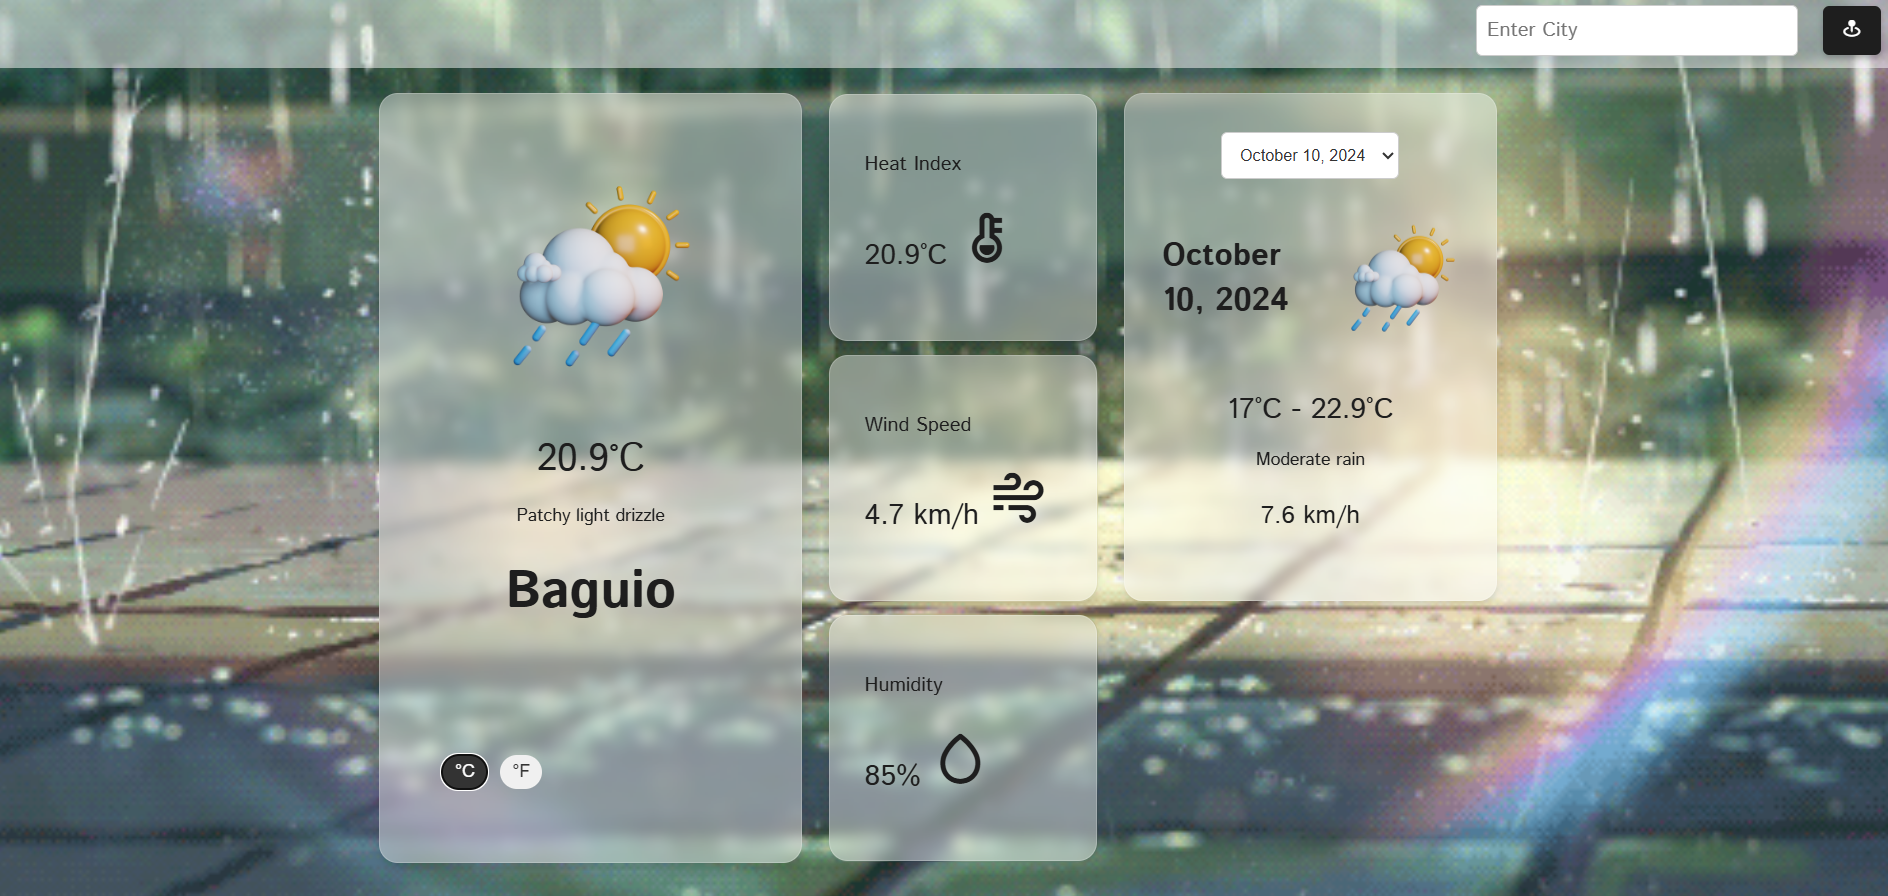 Enter City
20.9°C
Patchy light drizzle
Baguio
°C
°F
Heat Index
20.9°C
Wind Speed
4.7 km/h
Humidity
85%
October 10, 2024
October
10, 2024
17°C - 22.9°C
Moderate rain
7.6 km/h